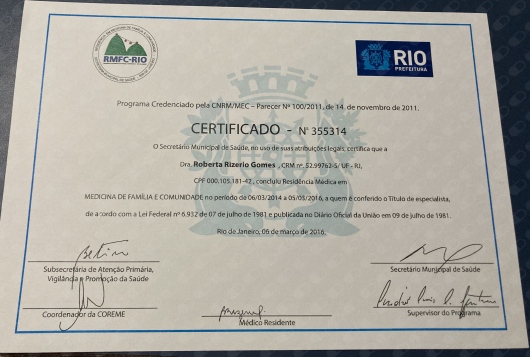 RMFC-RIO
RIO
PREFEITURA
Programa Credenciado pela CNRM/MEC – Parecer Nº 100/2011, de 14, de novembro de 2011.
CERTIFICADO - Nº 355314
O Secretário Municipal de Saúde, no uso de suas atribuições legais, certifica que a
Dra. Roberta Rizerio Gomes , CRM nº, 52.99762-5/ UF - RJ,
CPF 000.105.181-42 , concluiu Residência Médica em
MEDICINA DE FAMÍLIA E COMUNIDADE no período de 06/03/2014 a 05/03/2016, a quem é conferido o Título de especialista,
de acordo com a Lei Federal nº 6.932 de 07 de julho de 1981 e publicada no Diário Oficial da União em 09 de julho de 1981.
Rio de Janeiro, 05 de março de 2016.
Subsecretária de Atenção Primária,
Vigilância e Promoção da Saúde
Secretário Municipal de Saúde
Coordenador da COREME
Médico Residente
Supervisor do Programa